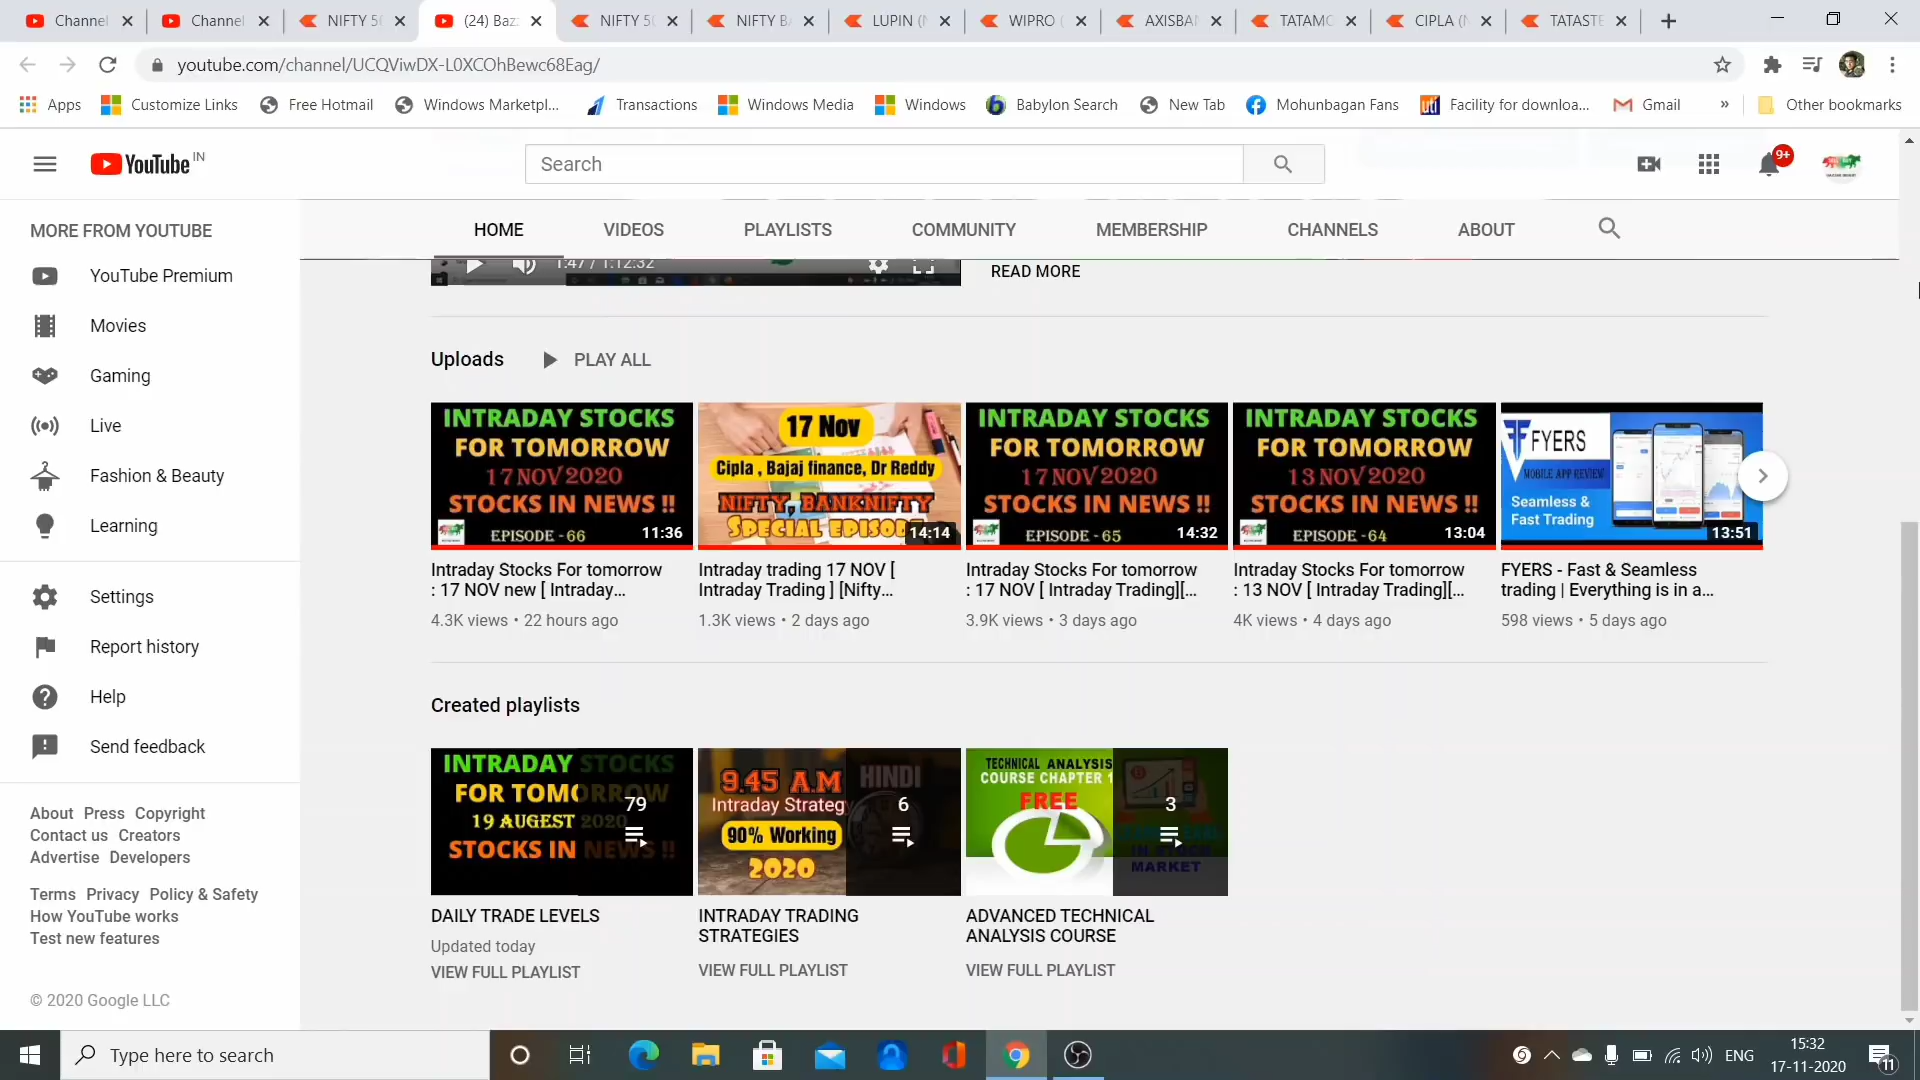 Channel
Channel
NIFTY 50
(24) Baz
NIFTY 5
NIFTY B
LUPIN (
WIPRO (
AXISBA
TATAMO
CIPLA (
TATASTE
youtube.com/channel/UCQViwDX-L0XCOhBewc68Eag/
Apps
Customize Links
Free Hotmail
Windows Marketpl...
Transactions
Windows Media
Windows
Babylon Search
New Tab
Mohunbagan Fans
Facility for downloa...
Gmail
»
Other bookmarks
YouTube IN
Search
9+
MORE FROM YOUTUBE
YouTube Premium
Movies
Gaming
Live
Fashion & Beauty
Learning
Settings
Report history
Help
Send feedback
About Press Copyright
Contact us Creators
Advertise Developers
Terms Privacy Policy & Safety
How YouTube works
Test new features
© 2020 Google LLC
HOME
VIDEOS
PLAYLISTS
COMMUNITY
MEMBERSHIP
CHANNELS
ABOUT
1:47 / 1:12:32
READ MORE
Uploads
PLAY ALL
INTRADAY STOCKS
FOR TOMORROW
17 NOV 2020
STOCKS IN NEWS !!
EPISODE - 66
11:36
Intraday Stocks For tomorrow
: 17 NOV new [ Intraday...
4.3K views • 22 hours ago
17 Nov
Cipla , Bajaj finance, Dr Reddy
NIFTY, BANKNIFTY
SPECIAL EPISOD
14:14
Intraday trading 17 NOV [
Intraday Trading ] [Nifty...
1.3K views • 2 days ago
INTRADAY STOCKS
FOR TOMORROW
17 NOV 2020
STOCKS IN NEWS !!
EPISODE -65
14:32
Intraday Stocks For tomorrow
: 17 NOV [ Intraday Trading][...
3.9K views • 3 days ago
INTRADAY STOCKS
FOR TOMORROW
13 NOV 2020
STOCKS IN NEWS !!
EPISODE -64
13:04
Intraday Stocks For tomorrow
: 13 NOV [ Intraday Trading][...
4K views • 4 days ago
FYERS
MOBILE APP REVIEW
Seamless &
Fast Trading
13:51
FYERS - Fast & Seamless
trading | Everything is in a...
598 views • 5 days ago
Created playlists
INTRADAY STOCKS
FOR TOMORROW
19 AUGEST 2020
STOCKS IN NEWS !!
79
DAILY TRADE LEVELS
Updated today
VIEW FULL PLAYLIST
9.45 A.M
HINDI
Intraday Strateg
90% Working
2020
6
INTRADAY TRADING
STRATEGIES
VIEW FULL PLAYLIST
TECHNICAL ANALYSIS
COURSE CHAPTER 1
FREE
IN STOCK
MARKET
3
ADVANCED TECHNICAL
ANALYSIS COURSE
VIEW FULL PLAYLIST
Type here to search
ENG
15:32
17-11-2020
11